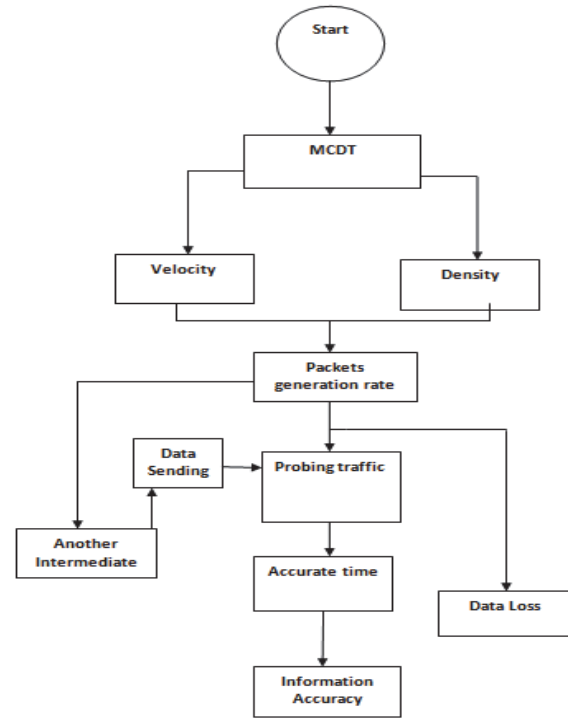 Start
MCDT
Velocity
Density
Packets
generation rate
Data
Sending
Probing traffic
Another
Intermediate
Accurate time
Data Loss
Information
Accuracy